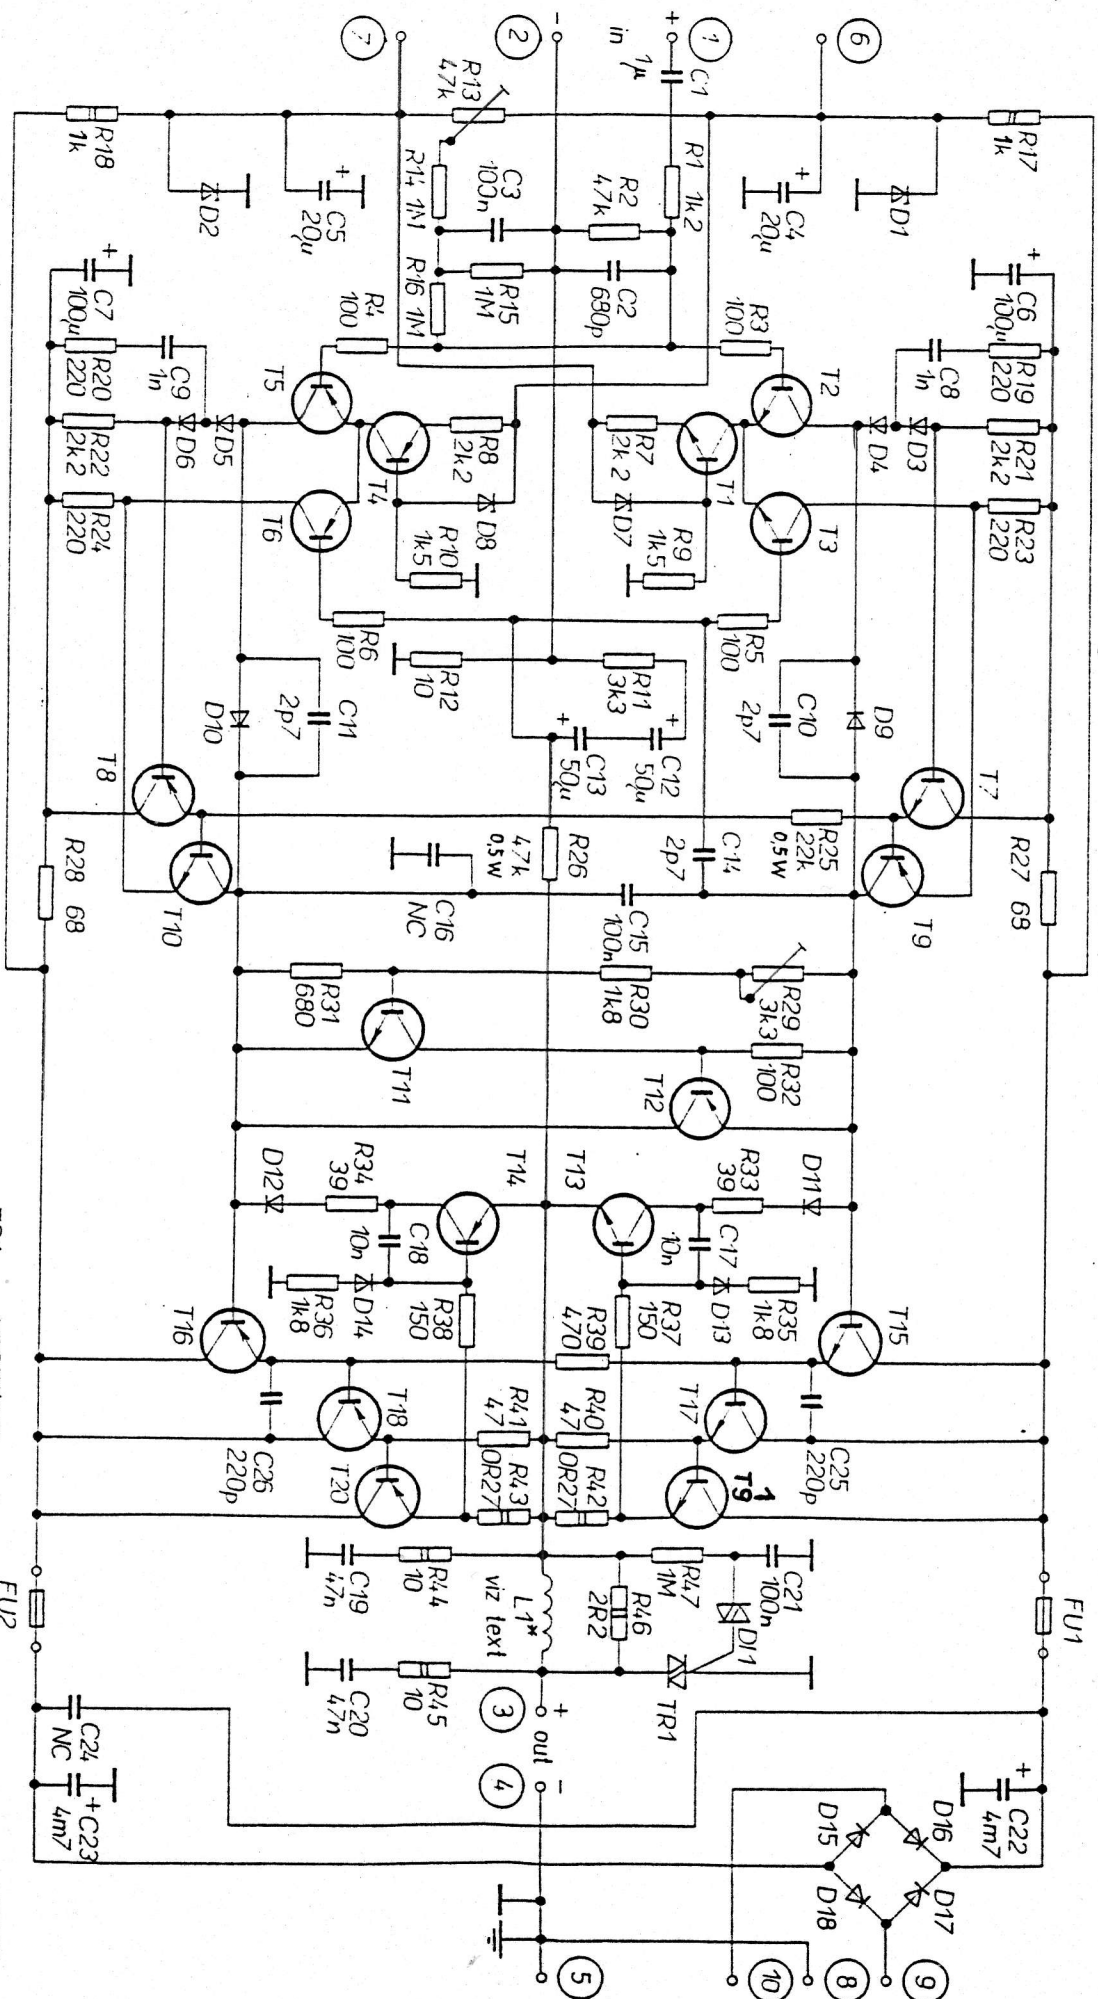 6
1
+
in
1µ
C1
-
2
7
R17
1k
D1
C4
+
20µ
R1 1k2
R2
47k
C2
680p
C3
100n
R13
47k
R14 1M
R15
1M
R16 1M
C5
+
20µ
D2
R18
1k
C6
+
100µ
R19
220
C8
1n
R21
2k2
D3
D4
R23
220
T2
R3
100
T3
T1
R7
2k2
D7
R9
1k5
R8
2k2
D8
R10
1k5
T4
R4
100
T5
T6
D5
D6
C9
1n
C7
+
100µ
R20
220
R22
2k2
R24
220
R5
100
R6
100
R11
3k3
R12
10
C12
+
50µ
C13
+
50µ
D9
C10
2p7
C11
2p7
D10
T7
T9
R27 68
R25
22k
0,5W
C14
2p7
R26
47k
0,5W
C15
100n
C16
NC
T8
T10
R28 68
R29
3k3
R30
1k8
R31
680
R32
100
T11
T12
D11
R33
39
C17
10n
D13
R35
1k8
T13
T14
R37
150
R38
150
R34
39
C18
10n
D14
R36
1k8
D12
T15
T16
R39
470
T17
T18
C25
220p
C26
220p
R40
47
R41
47
T9
1
T20
R42
0R27
R43
0R27
C21
100n
DI1
R47
1M
R46
2R2
TR1
L1*
viz text
R44
10
C19
47n
R45
10
C20
47n
FU1
FU2
3
+
out
-
4
5
C22
+
4m7
C23
+
4m7
C24
NC
D16
D17
D15
D18
9
8
10